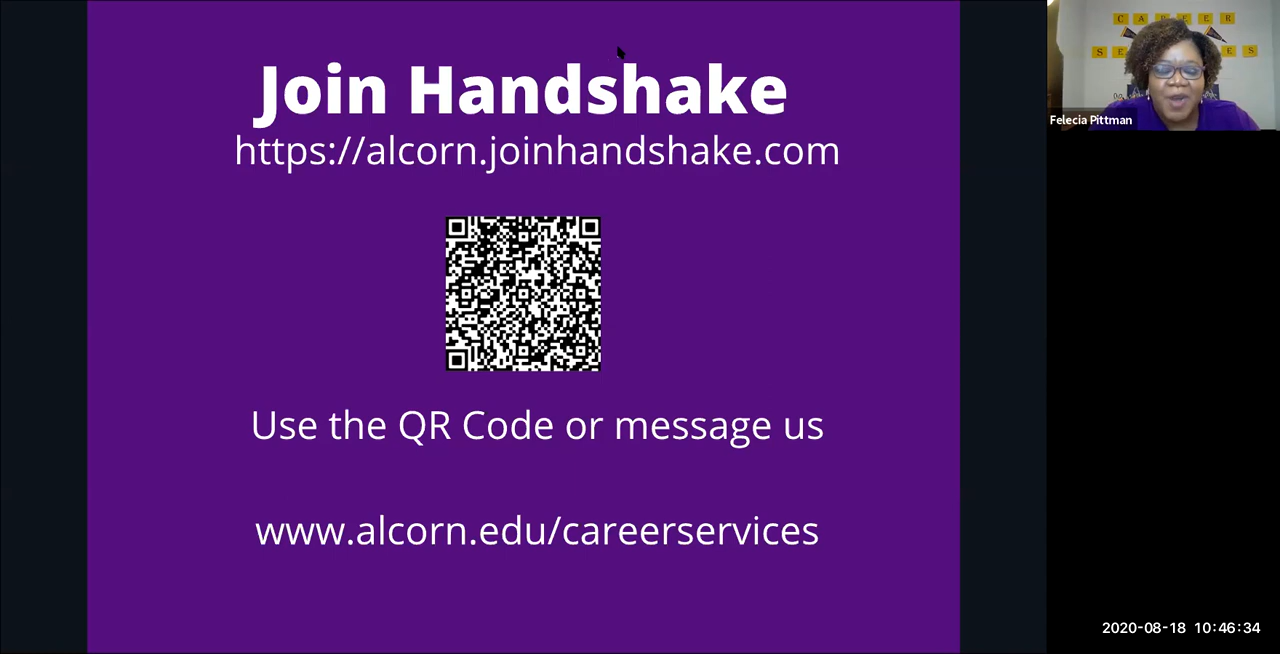 Join Handshake
https://alcorn.joinhandshake.com
Use the QR Code or message us
www.alcorn.edu/careerservices
CAREER
Felecia Pittman
2020-08-18 10:46:34